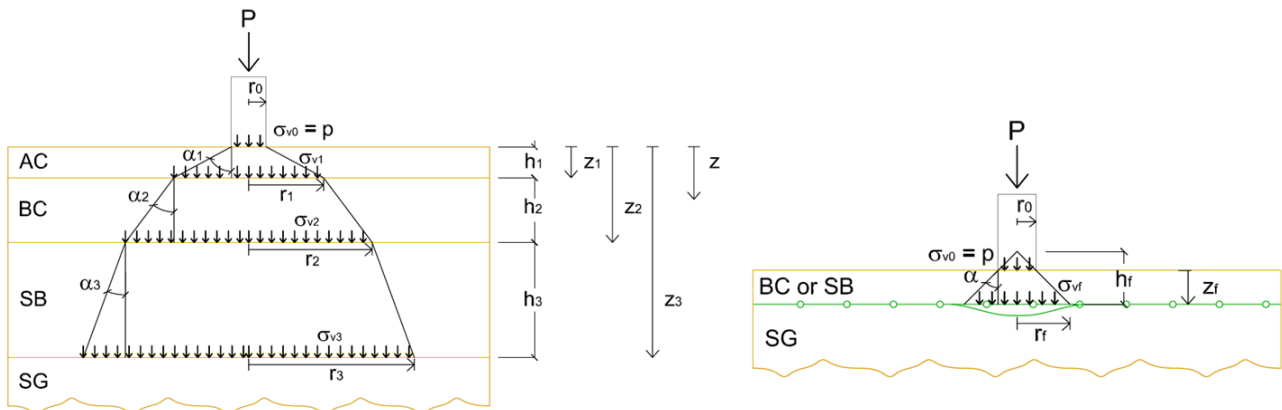 P
r0
σv0 = p
AC
α1
σv1
h1
z1
z
r1
BC
α2
h2
z2
σv2
r2
SB
α3
h3
z3
σv3
r3
SG
P
r0
σv0 = p
α
hf
BC or SB
σvf
zf
rf
SG